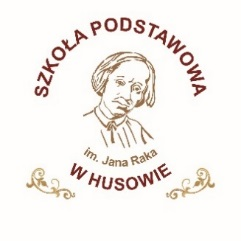 SZKOŁA PODSTAWOWA
im. Jana Raka
W HUSOWIE